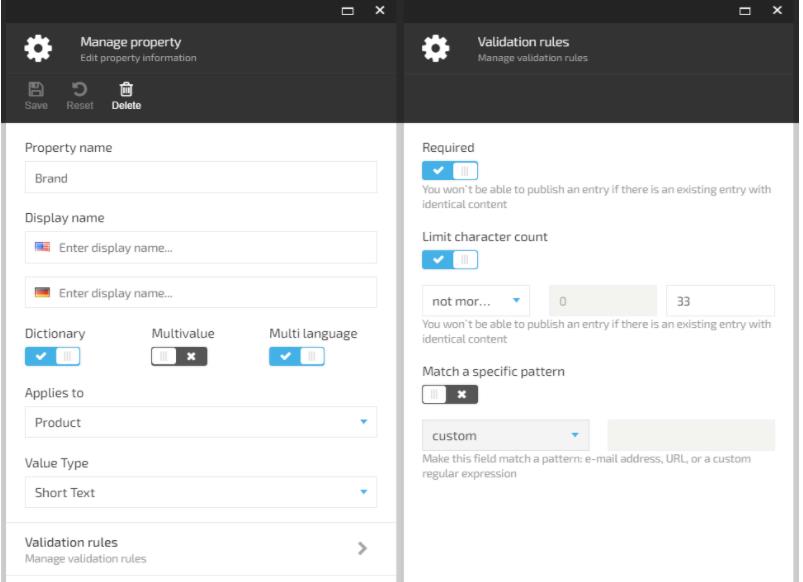 Manage property
Edit property information
Save Reset Delete
Property name
Brand
Display name
Enter display name...
Enter display name...
Dictionary Multivalue Multi language
Applies to
Product
Value Type
Short Text
Validation rules
Manage validation rules
Validation rules
Manage validation rules
Required
You won`t be able to publish an entry if there is an existing entry with
identical content
Limit character count
not mor... 0 33
You won`t be able to publish an entry if there is an existing entry with
identical content
Match a specific pattern
custom
Make this field match a pattern: e-mail address, URL, or a custom
regular expression